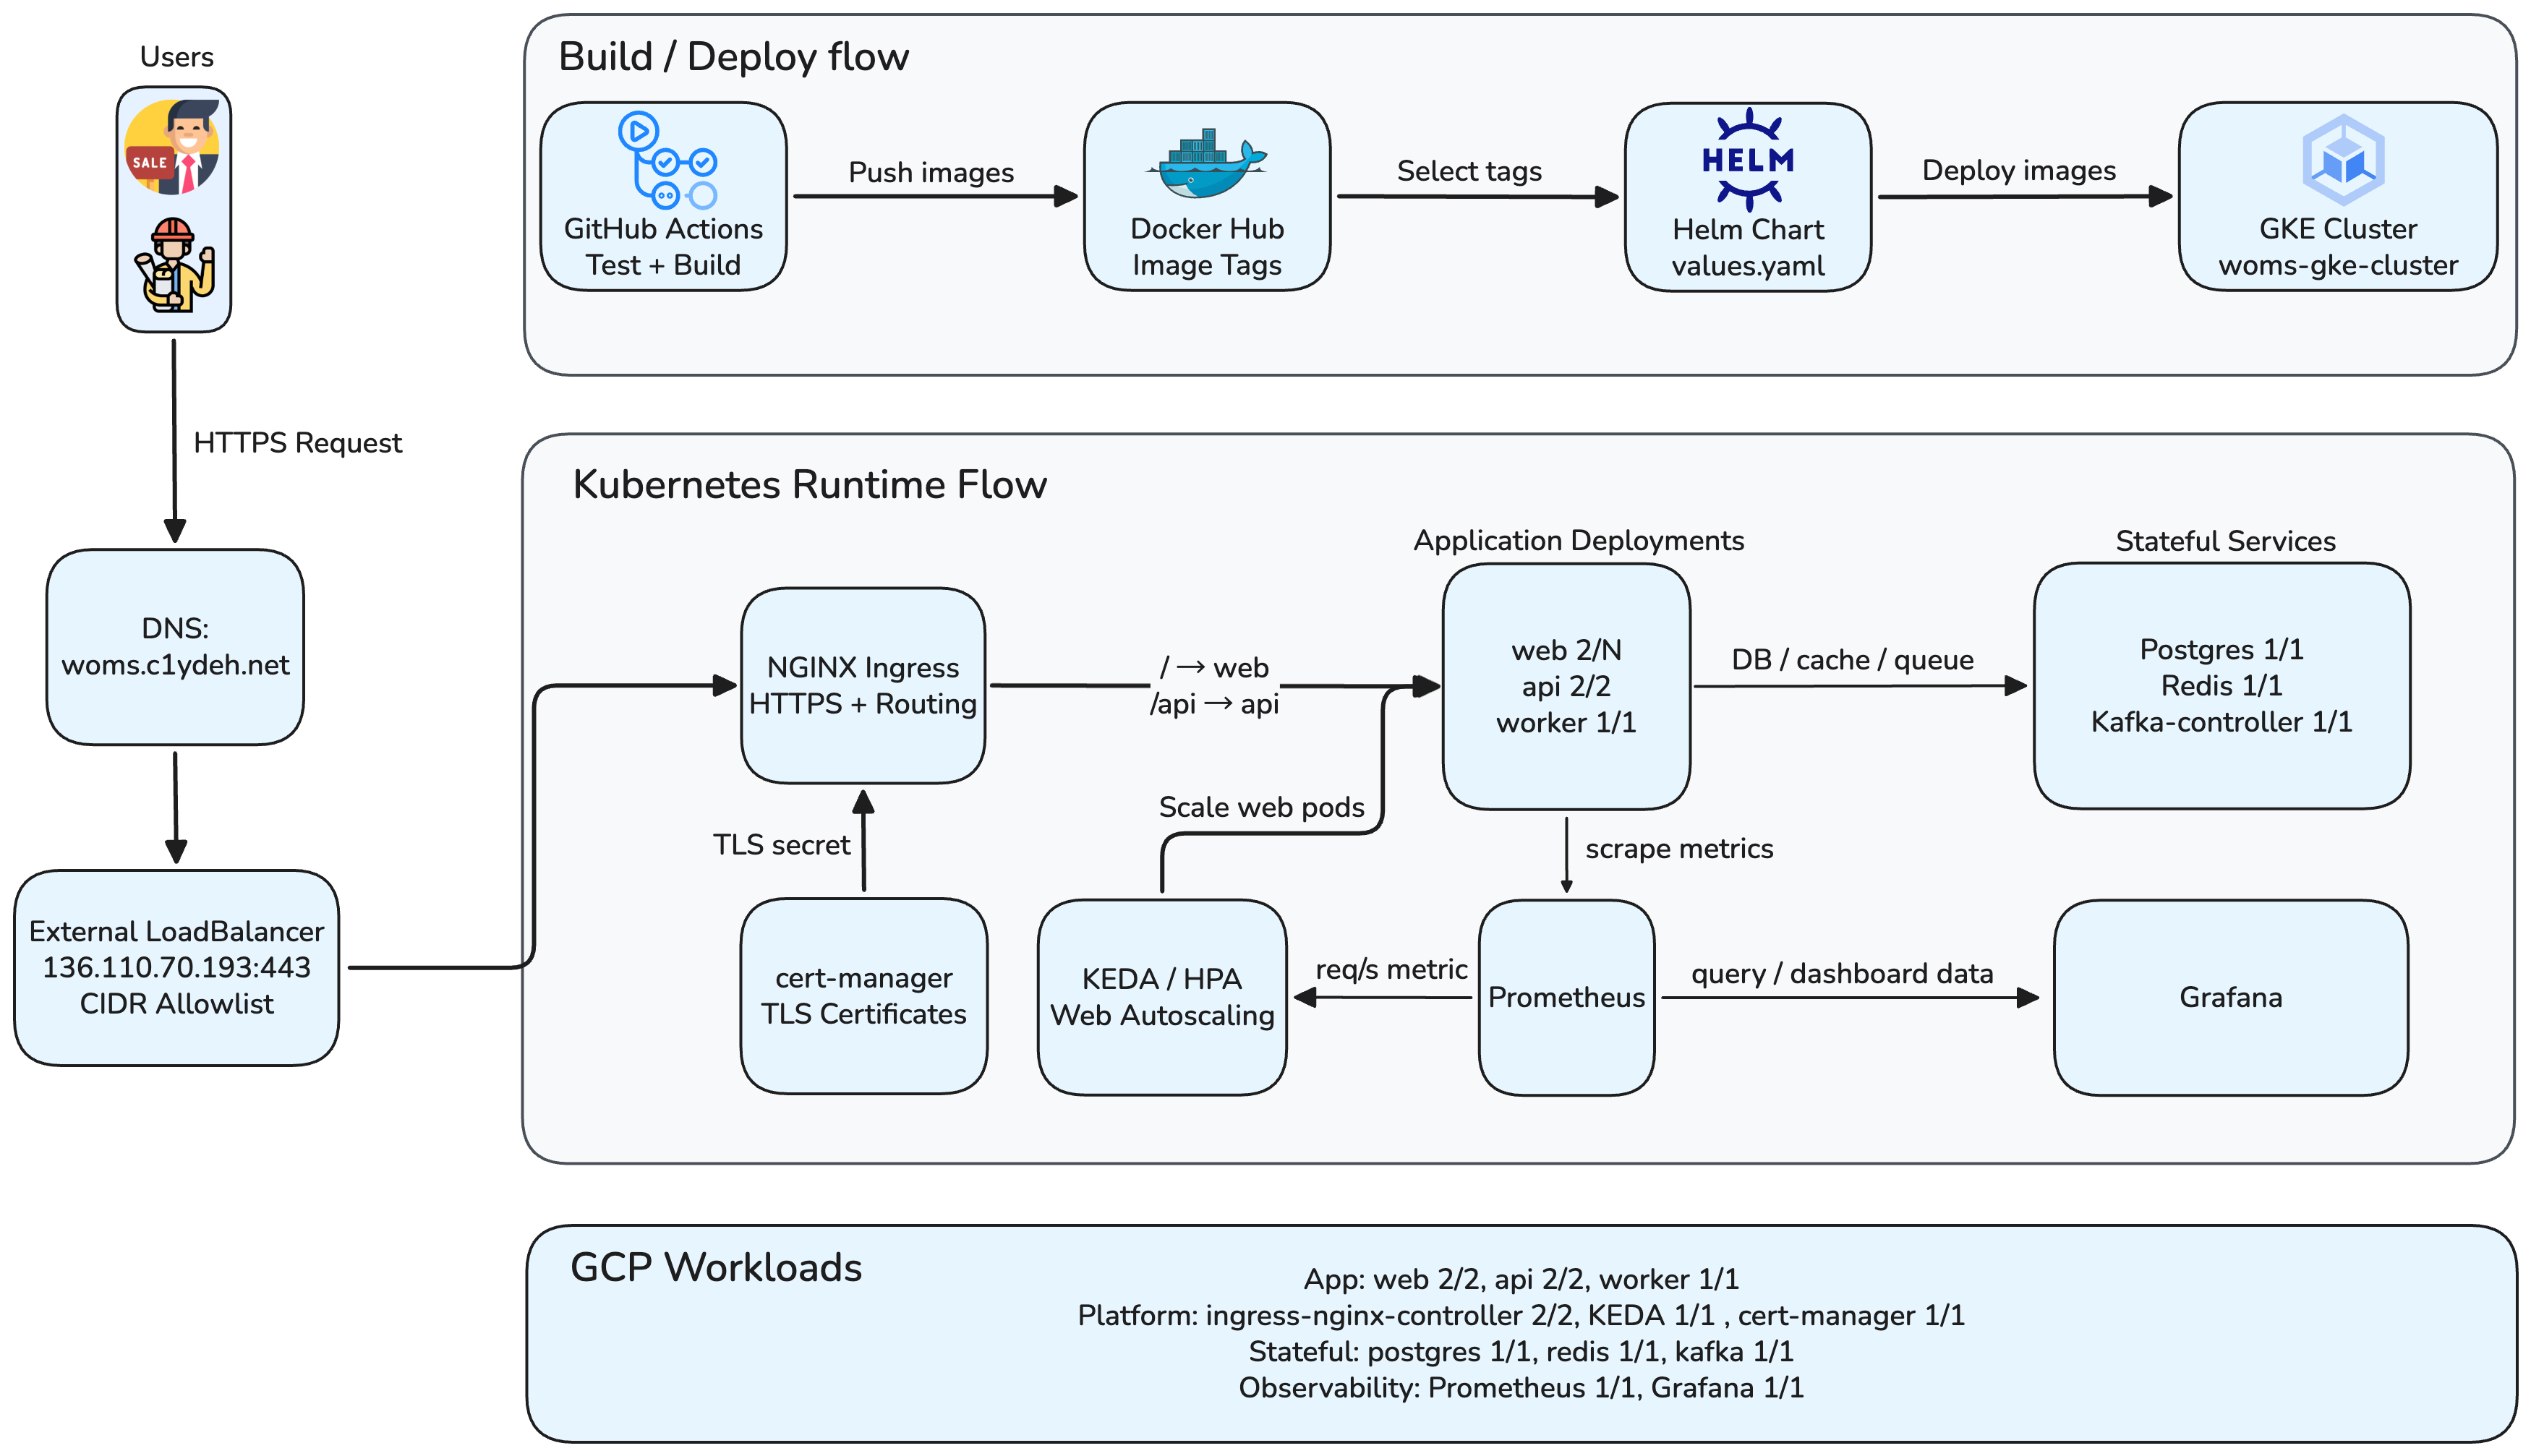 Users
SALE
HTTPS Request
DNS:
woms.c1ydeh.net
External LoadBalancer
136.110.70.193:443
CIDR Allowlist
Build / Deploy flow
GitHub Actions
Test + Build
Push images
Docker Hub
Image Tags
Select tags
HELM
Helm Chart
values.yaml
Deploy images
GKE Cluster
woms-gke-cluster
Kubernetes Runtime Flow
NGINX Ingress
HTTPS + Routing
/ → web
/api → api
Application Deployments
web 2/N
api 2/2
worker 1/1
DB / cache / queue
Stateful Services
Postgres 1/1
Redis 1/1
Kafka-controller 1/1
TLS secret
cert-manager
TLS Certificates
Scale web pods
KEDA / HPA
Web Autoscaling
req/s metric
scrape metrics
Prometheus
query / dashboard data
Grafana
GCP Workloads
App: web 2/2, api 2/2, worker 1/1
Platform: ingress-nginx-controller 2/2, KEDA 1/1 , cert-manager 1/1
Stateful: postgres 1/1, redis 1/1, kafka 1/1
Observability: Prometheus 1/1, Grafana 1/1